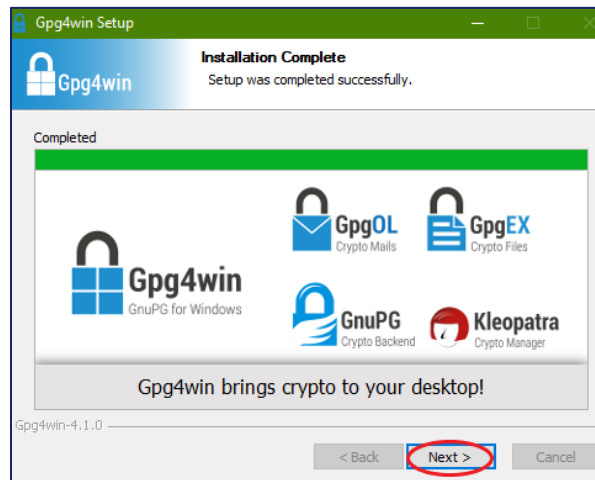 Gpg4win Setup
Gpg4win
Installation Complete
Setup was completed successfully.
Completed
Gpg4win
GnuPG for Windows
GpgOL
Crypto Mails
GpgEX
Crypto Files
GnuPG
Crypto Backend
Kleopatra
Crypto Manager
Gpg4win brings crypto to your desktop!
Gpg4win-4.1.0
< Back Next > Cancel